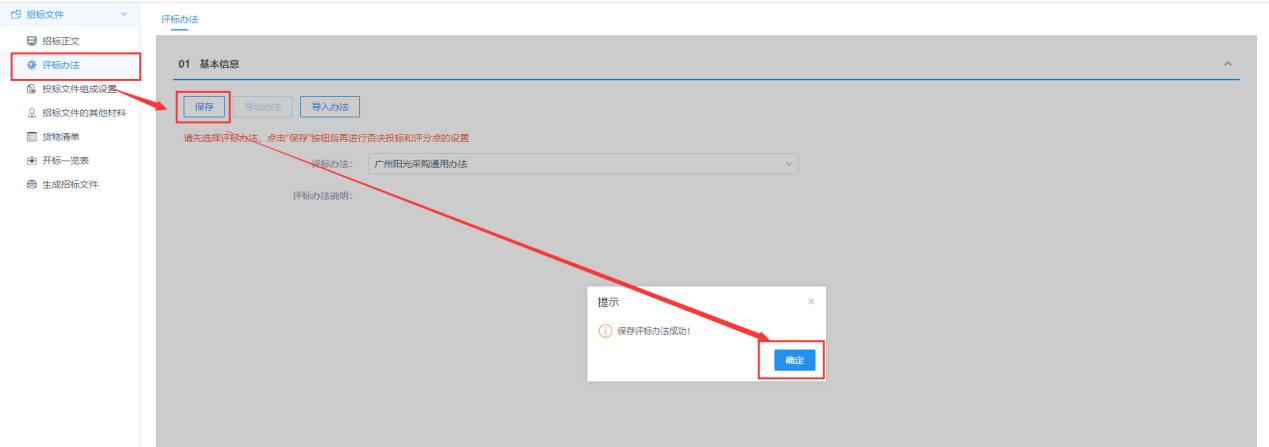 招标文件
招标正文
评标办法
投标文件组成设置
招标文件的其他材料
货物清单
开标一览表
生成招标文件
评标办法
01 基本信息
保存 导出办法 导入办法
请先选择评标办法，点击“保存”按钮后再进行否决投标和评分点的设置
评标办法： 广州阳光采购通用办法
评标办法说明：
提示
保存评标办法成功!
确定